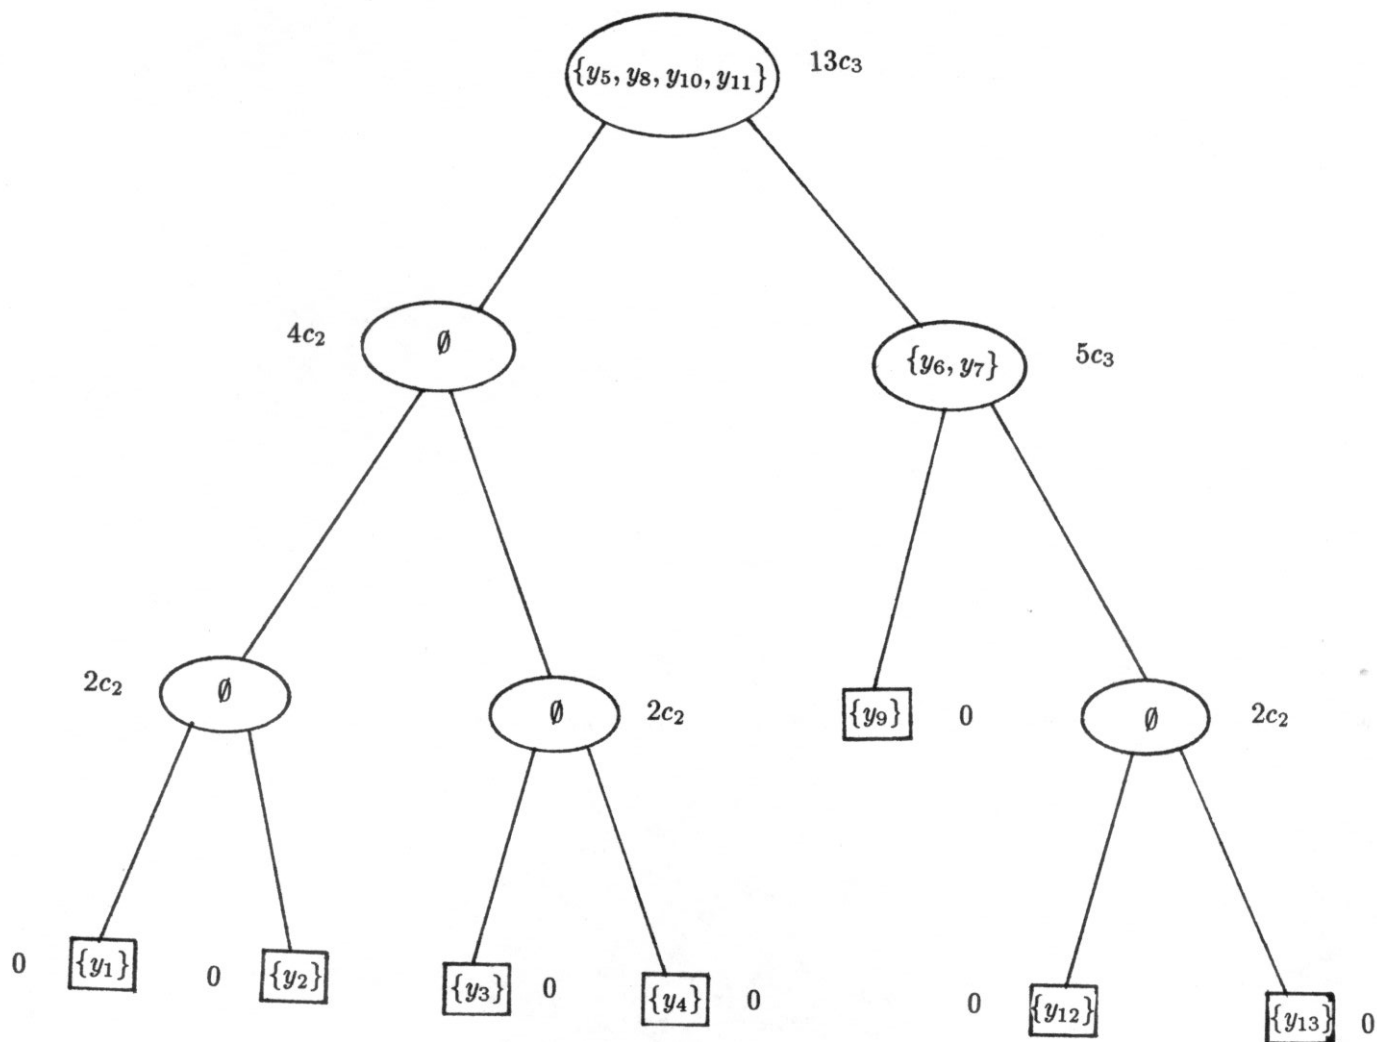 {y₅, y₈, y₁₀, y₁₁} 13c₃
4c₂ ∅ {y₆, y₇} 5c₃
2c₂ ∅ ∅ 2c₂ {y₉} 0 ∅ 2c₂
0 {y₁} 0 {y₂} {y₃} 0 {y₄} 0 0 {y₁₂} {y₁₃} 0